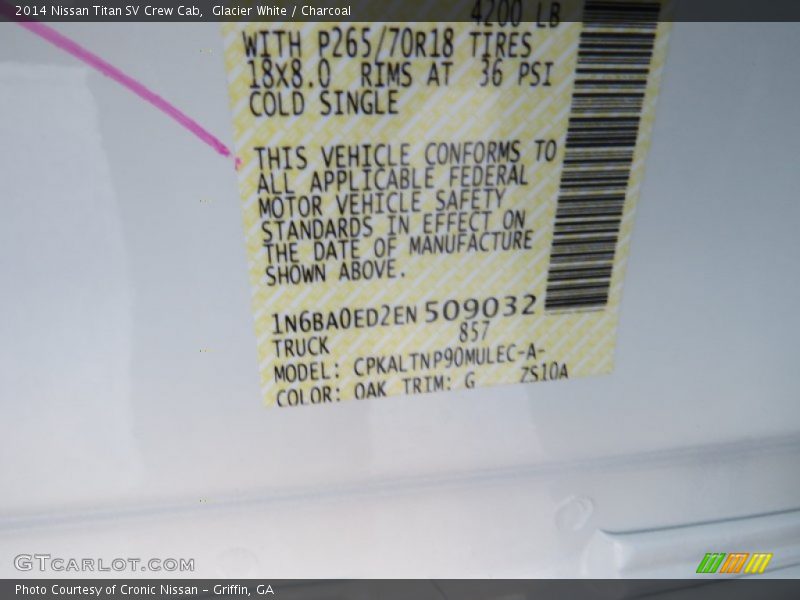 2014 Nissan Titan SV Crew Cab,  Glacier White / Charcoal
4200 LB
WITH P265/70R18 TIRES
18X8.0 RIMS AT 36 PSI
COLD SINGLE
THIS VEHICLE CONFORMS TO
ALL APPLICABLE FEDERAL
MOTOR VEHICLE SAFETY
STANDARDS IN EFFECT ON
THE DATE OF MANUFACTURE
SHOWN ABOVE.
1N6BA0ED2EN 509032
TRUCK 857
MODEL: CPKALTNP90MULEC-A-
COLOR: QAK TRIM: G ZS10A
GTCARLOT.COM
Photo Courtesy of Cronic Nissan - Griffin, GA